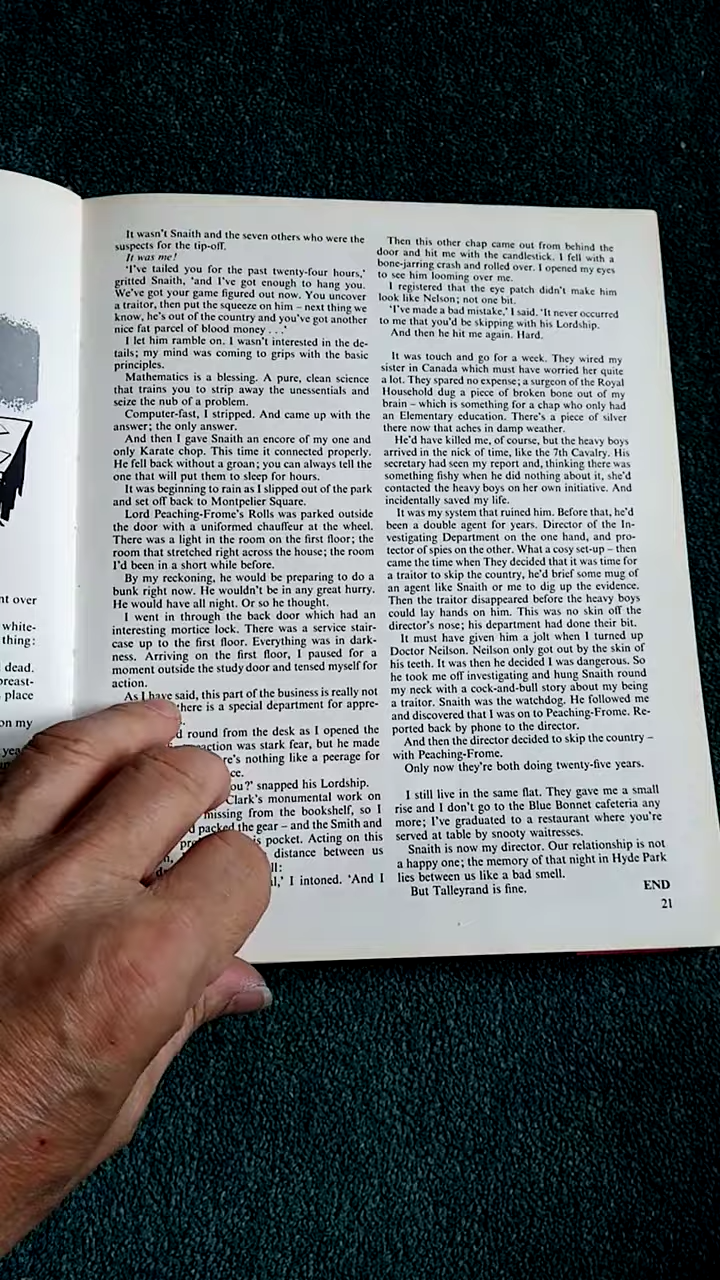 nt over
white-
thing:
dead.
breast-
place
on my
year
It wasn't Snaith and the seven others who were the
suspects for the tip-off.
It was me!
'I've tailed you for the past twenty-four hours,'
gritted Snaith, 'and I've got enough to hang you.
We've got your game figured out now. You uncover
a traitor, then put the squeeze on him – next thing we
know, he's out of the country and you've got another
nice fat parcel of blood money . . .'
I let him ramble on. I wasn't interested in the de-
tails; my mind was coming to grips with the basic
principles.
Mathematics is a blessing. A pure, clean science
that trains you to strip away the unessentials and
seize the nub of a problem.
Computer-fast, I stripped. And came up with the
answer; the only answer.
And then I gave Snaith an encore of my one and
only Karate chop. This time it connected properly.
He fell back without a groan; you can always tell the
one that will put them to sleep for hours.
It was beginning to rain as I slipped out of the park
and set off back to Montpelier Square.
Lord Peaching-Frome's Rolls was parked outside
the door with a uniformed chauffeur at the wheel.
There was a light in the room on the first floor; the
room that stretched right across the house; the room
I'd been in a short while before.
By my reckoning, he would be preparing to do a
bunk right now. He wouldn't be in any great hurry.
He would have all night. Or so he thought.
I went in through the back door which had an
interesting mortice lock. There was a service stair-
case up to the first floor. Everything was in dark-
ness. Arriving on the first floor, I paused for a
moment outside the study door and tensed myself for
action.
As I have said, this part of the business is really not
there is a special department for appre-
round from the desk as I opened the
action was stark fear, but he made
re's nothing like a peerage for
ce.
ou?' snapped his Lordship.
Clark's monumental work on
missing from the bookshelf, so I
packed the gear – and the Smith and
is pocket. Acting on this
distance between us
ll:
l,' I intoned. 'And I
Then this other chap came out from behind the
door and hit me with the candlestick. I fell with a
bone-jarring crash and rolled over. I opened my eyes
to see him looming over me.
I registered that the eye patch didn't make him
look like Nelson; not one bit.
'I've made a bad mistake,' I said. 'It never occurred
to me that you'd be skipping with his Lordship.
And then he hit me again. Hard.
It was touch and go for a week. They wired my
sister in Canada which must have worried her quite
a lot. They spared no expense; a surgeon of the Royal
Household dug a piece of broken bone out of my
brain – which is something for a chap who only had
an Elementary education. There's a piece of silver
there now that aches in damp weather.
He'd have killed me, of course, but the heavy boys
arrived in the nick of time, like the 7th Cavalry. His
secretary had seen my report and, thinking there was
something fishy when he did nothing about it, she'd
contacted the heavy boys on her own initiative. And
incidentally saved my life.
It was my system that ruined him. Before that, he'd
been a double agent for years. Director of the In-
vestigating Department on the one hand, and pro-
tector of spies on the other. What a cosy set-up – then
came the time when They decided that it was time for
a traitor to skip the country, he'd brief some mug of
an agent like Snaith or me to dig up the evidence.
Then the traitor disappeared before the heavy boys
could lay hands on him. This was no skin off the
director's nose; his department had done their bit.
It must have given him a jolt when I turned up
Doctor Neilson. Neilson only got out by the skin of
his teeth. It was then he decided I was dangerous. So
he took me off investigating and hung Snaith round
my neck with a cock-and-bull story about my being
a traitor. Snaith was the watchdog. He followed me
and discovered that I was on to Peaching-Frome. Re-
ported back by phone to the director.
And then the director decided to skip the country –
with Peaching-Frome.
Only now they're both doing twenty-five years.
I still live in the same flat. They gave me a small
rise and I don't go to the Blue Bonnet cafeteria any
more; I've graduated to a restaurant where you're
served at table by snooty waitresses.
Snaith is now my director. Our relationship is not
a happy one; the memory of that night in Hyde Park
lies between us like a bad smell.
But Talleyrand is fine.
END
21